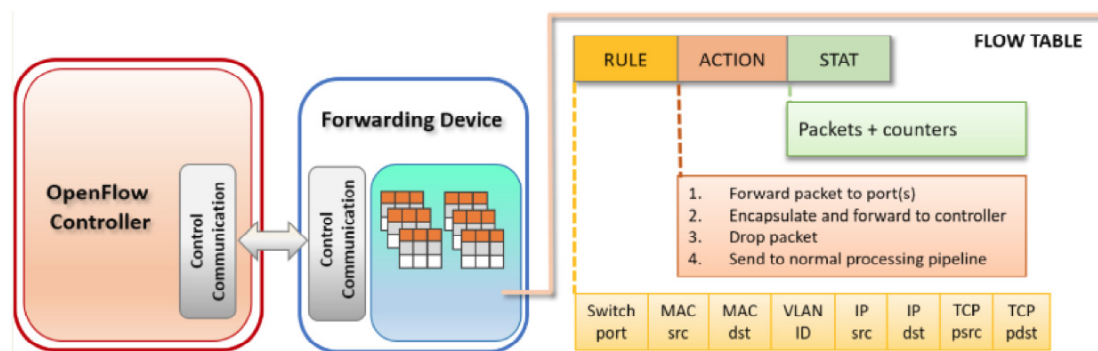 OpenFlow
Controller
Control
Communication
Forwarding Device
Control
Communication
FLOW TABLE
RULE
ACTION
STAT
Packets + counters
1. Forward packet to port(s)
2. Encapsulate and forward to controller
3. Drop packet
4. Send to normal processing pipeline
Switch
port
MAC
src
MAC
dst
VLAN
ID
IP
src
IP
dst
TCP
psrc
TCP
pdst